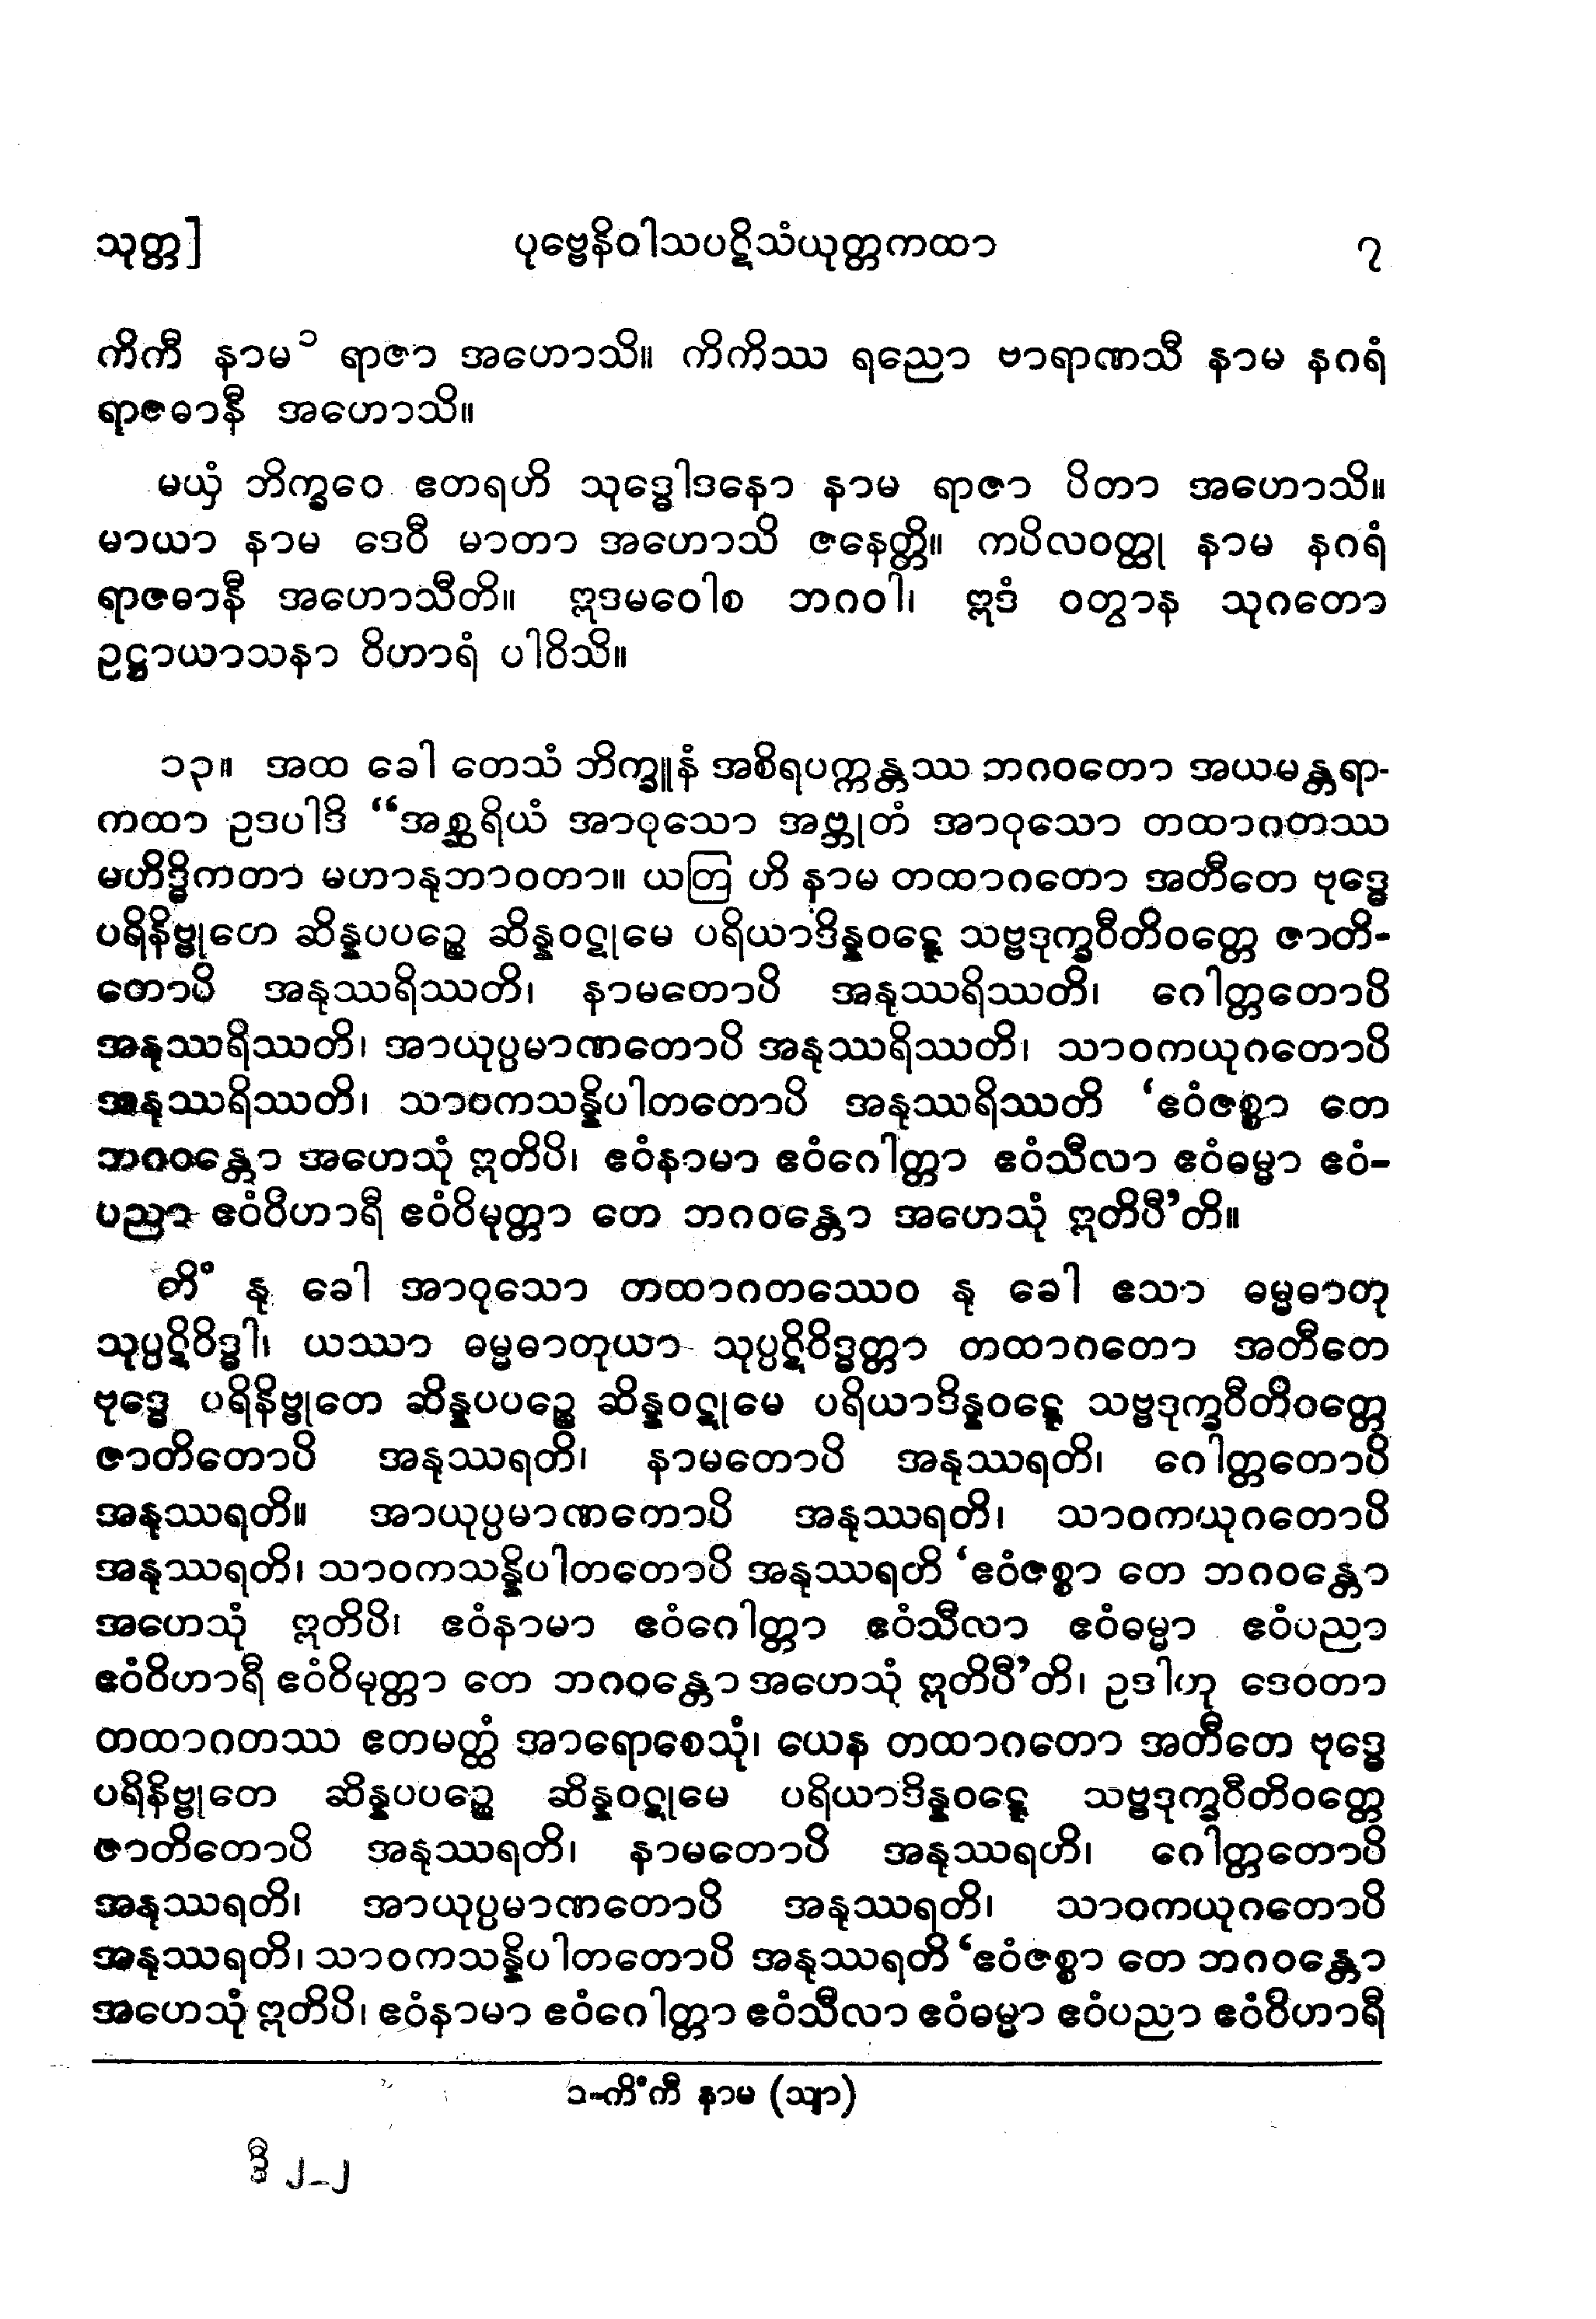 သုတ္တ]
ပုဗ္ဗေနိဝါသပဋိသံယုတ္တကထာ
၇
ကိကီ နာမ ၁ ရာဇာ အဟောသိ။ ကိကိဿ ရညော ဗာရာဏသီ နာမ နဂရံ
ရာဇဓာနီ အဟောသိ။
မယှံ ဘိက္ခဝေ ဧတရဟိ သုဒ္ဓေါဒနော နာမ ရာဇာ ပိတာ အဟောသိ။
မာယာ နာမ ဒေဝီ မာတာ အဟောသိ ဇနေတ္တိ။ ကပိလဝတ္ထု နာမ နဂရံ
ရာဇဓာနီ အဟောသီတိ။ ဣဒမဝေါစ ဘဂဝါ၊ ဣဒံ ဝတွာန သုဂတော
ဥဋ္ဌာယာသနာ ဝိဟာရံ ပါဝိသိ။
၁၃။ အထ ခေါ တေသံ ဘိက္ခူနံ အစိရပက္ကန္တဿ ဘဂဝတော အယမန္တရာ-
ကထာ ဥဒပါဒိ “အစ္ဆရိယံ အာဝုသော အဗ္ဘုတံ အာဝုသော တထာဂတဿ
မဟိဒ္ဓိကတာ မဟာနုဘာဝတာ။ ယတြ ဟိ နာမ တထာဂတော အတီတေ ဗုဒ္ဓေ
ပရိနိဗ္ဗုတေ ဆိန္နပပဉ္စေ ဆိန္နဝဋုမေ ပရိယာဒိန္နဝဋ္ဋေ သဗ္ဗဒုက္ခဝီတိဝတ္တေ ဇာတိ-
တောပိ အနုဿရိဿတိ၊ နာမတောပိ အနုဿရိဿတိ၊ ဂေါတ္တတောပိ
အနုဿရိဿတိ၊ အာယုပ္ပမာဏတောပိ အနုဿရိဿတိ၊ သာဝကယုဂတောပိ
အနုဿရိဿတိ၊ သာဝကသန္နိပါတတောပိ အနုဿရိဿတိ ‘ဧဝံဇစ္စာ တေ
ဘဂဝန္တော အဟေသုံ ဣတိပိ၊ ဧဝံနာမာ ဧဝံဂေါတ္တာ ဧဝံသီလာ ဧဝံဓမ္မာ ဧဝံ-
ပညာ ဧဝံဝိဟာရီ ဧဝံဝိမုတ္တာ တေ ဘဂဝန္တော အဟေသုံ ဣတိပီ’တိ။
ကိံ နု ခေါ အာဝုသော တထာဂတဿေဝ နု ခေါ ဧသာ ဓမ္မဓာတု
သုပ္ပဋိဝိဒ္ဓါ၊ ယဿာ ဓမ္မဓာတုယာ သုပ္ပဋိဝိဒ္ဓတ္တာ တထာဂတော အတီတေ
ဗုဒ္ဓေ ပရိနိဗ္ဗုတေ ဆိန္နပပဉ္စေ ဆိန္နဝဋုမေ ပရိယာဒိန္နဝဋ္ဋေ သဗ္ဗဒုက္ခဝီတိဝတ္တေ
ဇာတိတောပိ အနုဿရတိ၊ နာမတောပိ အနုဿရတိ၊ ဂေါတ္တတောပိ
အနုဿရတိ။ အာယုပ္ပမာဏတောပိ အနုဿရတိ၊ သာဝကယုဂတောပိ
အနုဿရတိ၊ သာဝကသန္နိပါတတောပိ အနုဿရတိ ‘ဧဝံဇစ္စာ တေ ဘဂဝန္တော
အဟေသုံ ဣတိပိ၊ ဧဝံနာမာ ဧဝံဂေါတ္တာ ဧဝံသီလာ ဧဝံဓမ္မာ ဧဝံပညာ
ဧဝံဝိဟာရီ ဧဝံဝိမုတ္တာ တေ ဘဂဝန္တော အဟေသုံ ဣတိပီ’တိ၊ ဥဒါဟု ဒေဝတာ
တထာဂတဿ ဧတမတ္ထံ အာရောစေသုံ၊ ယေန တထာဂတော အတီတေ ဗုဒ္ဓေ
ပရိနိဗ္ဗုတေ ဆိန္နပပဉ္စေ ဆိန္နဝဋုမေ ပရိယာဒိန္နဝဋ္ဋေ သဗ္ဗဒုက္ခဝီတိဝတ္တေ
ဇာတိတောပိ အနုဿရတိ၊ နာမတောပိ အနုဿရတိ၊ ဂေါတ္တတောပိ
အနုဿရတိ၊ အာယုပ္ပမာဏတောပိ အနုဿရတိ၊ သာဝကယုဂတောပိ
အနုဿရတိ၊ သာဝကသန္နိပါတတောပိ အနုဿရတိ ‘ဧဝံဇစ္စာ တေ ဘဂဝန္တော
အဟေသုံ ဣတိပိ၊ ဧဝံနာမာ ဧဝံဂေါတ္တာ ဧဝံသီလာ ဧဝံဓမ္မာ ဧဝံပညာ ဧဝံဝိဟာရီ
၁-ကိံကီ နာမ (သျာ)
ဒီ ၂-၂